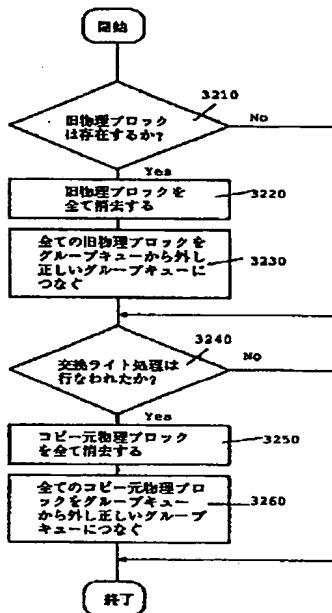 開始
旧物理ブロック
は存在するか?
3210
No
Yes
旧物理ブロックを
全て消去する
3220
全ての旧物理ブロックを
グループキューから外し
正しいグループキューに
つなぐ
3230
交換ライト処理は
行なわれたか?
3240
No
Yes
コピー元物理ブロック
を全て消去する
3250
全てのコピー元物理ブロ
ックをグループキュー
から外し正しいグループ
キューにつなぐ
3260
終了